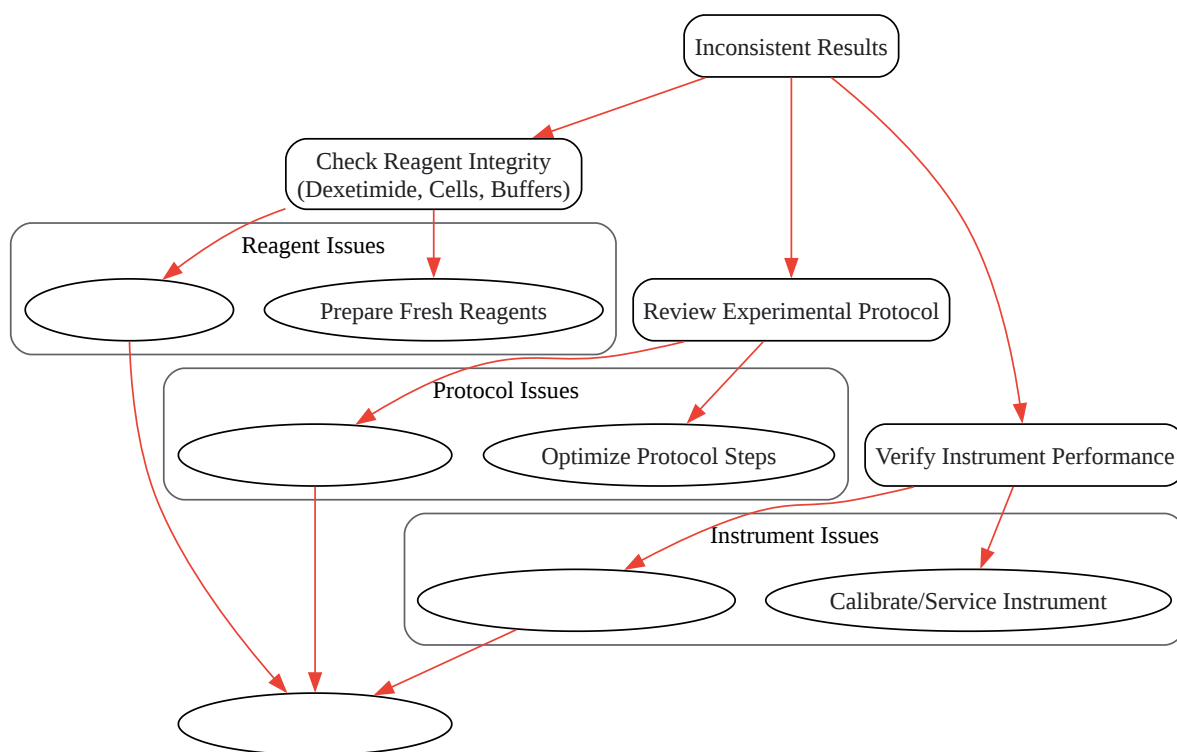 Inconsistent Results
Check Reagent Integrity
(Dexetimide, Cells, Buffers)
Reagent Issues
Prepare Fresh Reagents
Review Experimental Protocol
Protocol Issues
Optimize Protocol Steps
Verify Instrument Performance
Instrument Issues
Calibrate/Service Instrument